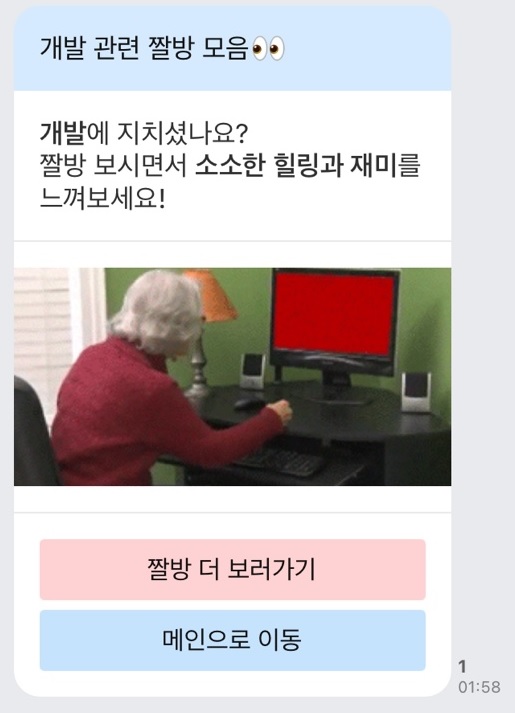 개발 관련 짤방 모음👀
개발에 지치셨나요?
짤방 보시면서 소소한 힐링과 재미를
느껴보세요!
짤방 더 보러가기
메인으로 이동
1
01:58